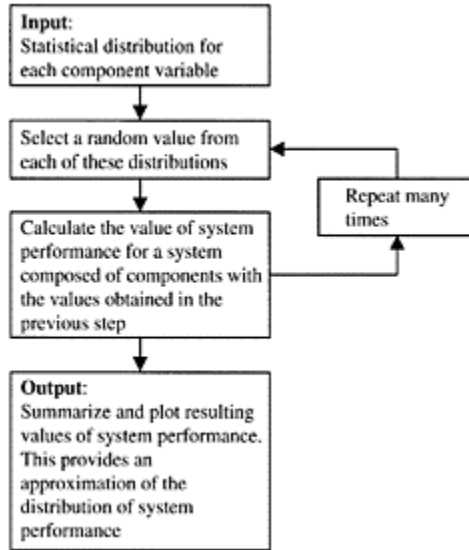 Input:
Statistical distribution for
each component variable
Select a random value from
each of these distributions
Repeat many
times
Calculate the value of system
performance for a system
composed of components with
the values obtained in the
previous step
Output:
Summarize and plot resulting
values of system performance.
This provides an
approximation of the
distribution of system
performance